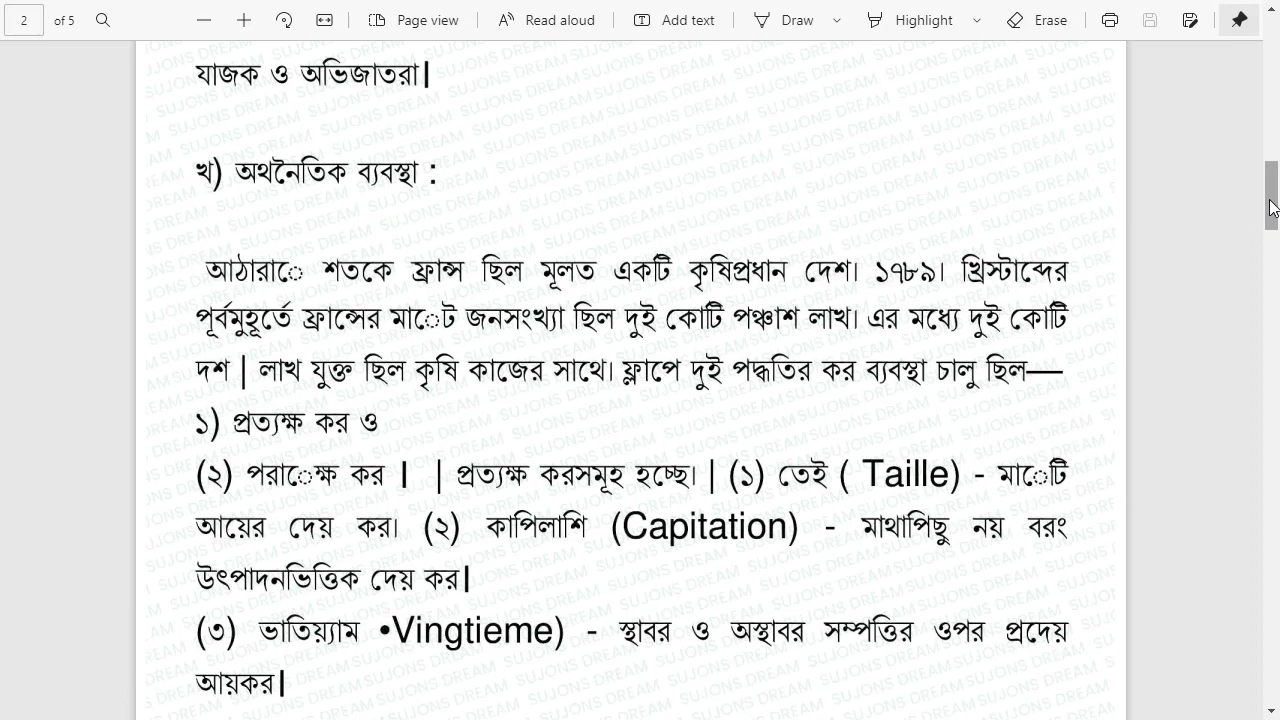 2 of 5 Page view Read aloud Add text Draw Highlight Erase
যাজক ও অভিজাতরা|
খ) অথনৈতিক ব্যবস্থা :
আঠারাে শতকে ফ্রান্স ছিল মূলত একটি কৃষিপ্রধান দেশ। ১৭৮৯। খ্রিস্টাব্দের
পূর্বমুহূর্তে ফ্রান্সের মােট জনসংখ্যা ছিল দুই কোটি পঞ্চাশ লাখ। এর মধ্যে দুই কোটি
দশ | লাখ যুক্ত ছিল কৃষি কাজের সাথে। ফ্লাপে দুই পদ্ধতির কর ব্যবস্থা চালু ছিল—
১) প্রত্যক্ষ কর ও
(২) পরােক্ষ কর | | প্রত্যক্ষ করসমূহ হচ্ছে। | (১) তেই ( Taille) - মােটি
আয়ের দেয় কর। (২) কাপিলাশি (Capitation) - মাথাপিছু নয় বরং
উৎপাদনভিত্তিক দেয় কর|
(৩) ভাতিয়্যাম •Vingtieme) - স্থাবর ও অস্থাবর সম্পত্তির ওপর প্রদেয়
আয়কর|
SUJONS DREAM